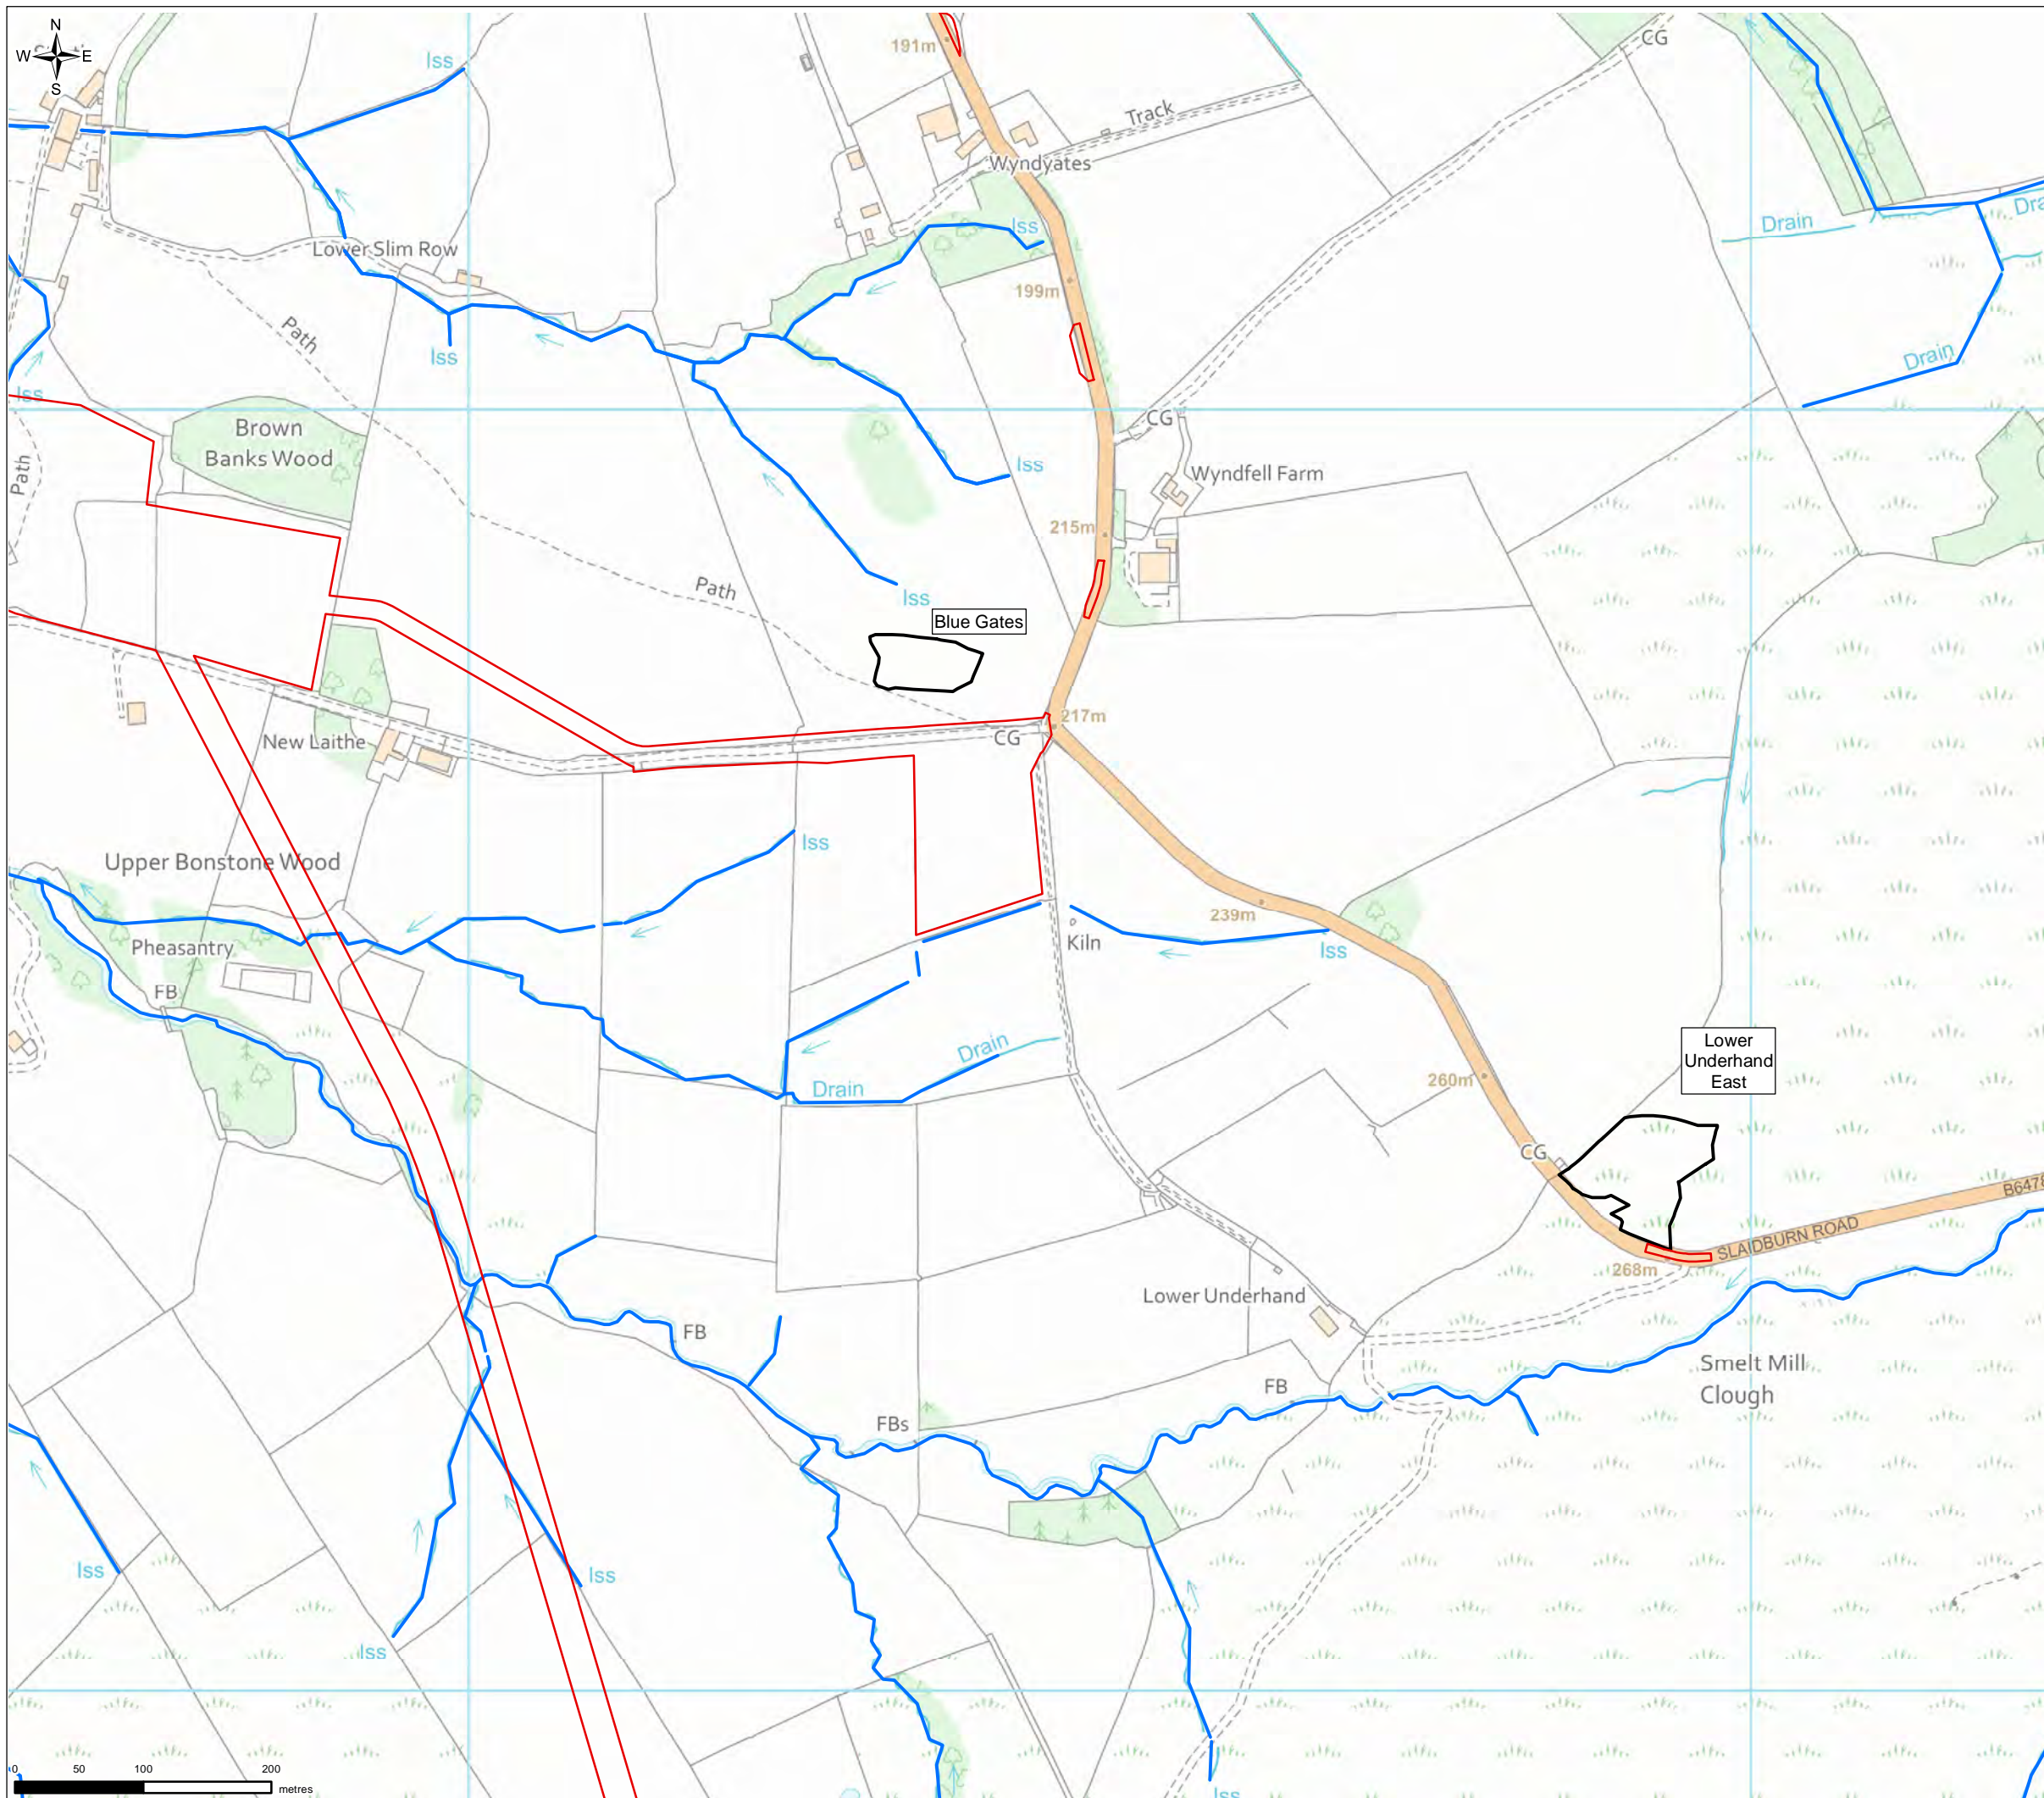 N
W
E
S
Iss
191m
CG
Track
Wyndyates
Iss
Drain
Lower Slim Row
199m
Path
Iss
Drain
Iss
CG
Brown
Banks Wood
Path
Iss
Wyndfell Farm
215m
Path
Iss
Blue Gates
217m
New Laithe
CG
Iss
Upper Bonstone Wood
239m
Pheasantry
Kiln
Iss
FB
Drain
Lower
Underhand
East
260m
Drain
CG
B6478
SLAIDBURN ROAD
268m
Lower Underhand
FB
Smelt Mill
Clough
FB
FBs
Iss
Iss
Iss
Iss
0 50 100 200
metres